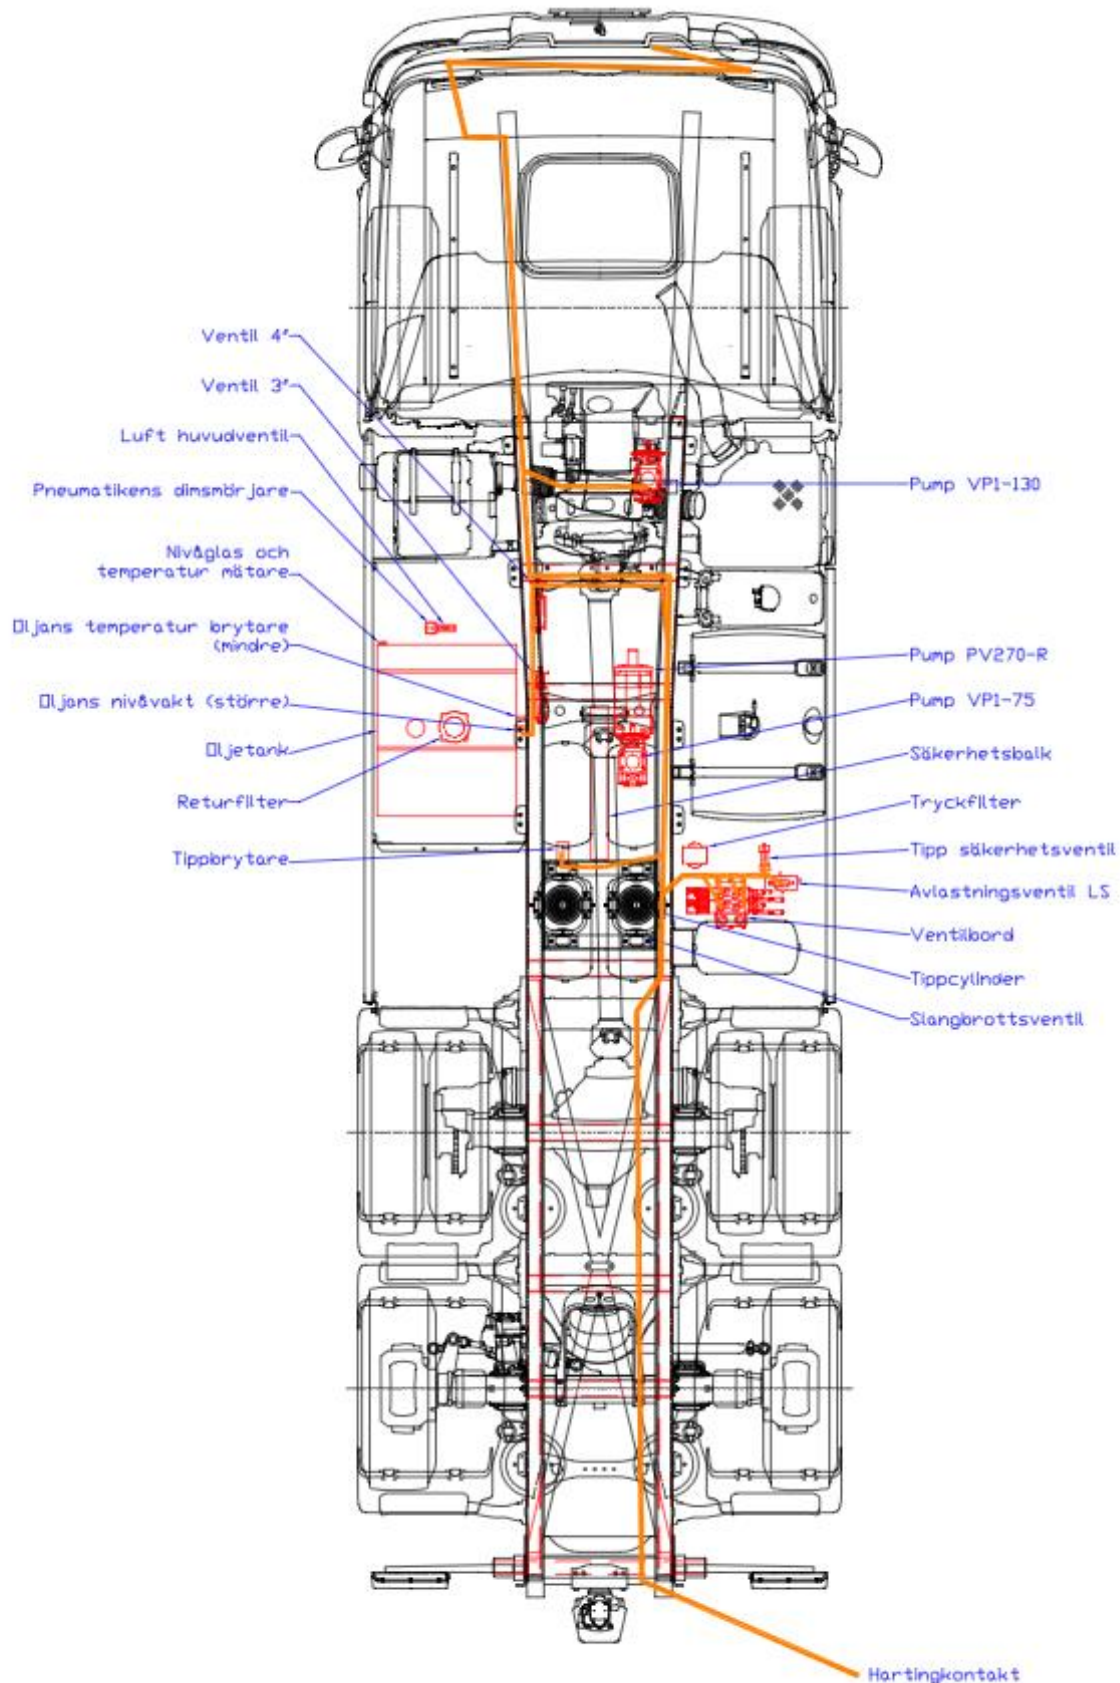 Ventil 4"
Ventil 3"
Luft huvudventil
Pneumatikens dimsmörjare
Nivåglas och
temperatur mätare
Oljans temperatur brytare
(mindre)
Oljans nivåvakt (större)
Oljetank
Returfilter
Tippbrytare
Pump VP1-130
Pump PV270-R
Pump VP1-75
Säkerhetsbalk
Tryckfilter
Tipp säkerhetsventil
Avlastningsventil LS
Ventilbord
Tippcylinder
Slangbrottsventil
Hartingkontakt